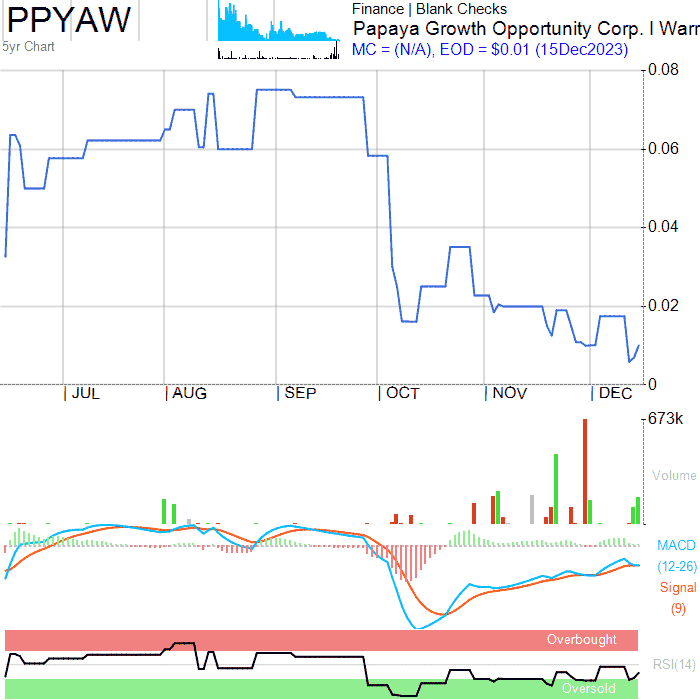 PPYAW
Finance | Blank Checks
Papaya Growth Opportunity Corp. I Warr
5yr Chart
MC = (N/A), EOD = $0.01 (15Dec2023)
0.08
0.06
0.04
0.02
0
JUL AUG SEP OCT NOV DEC
673k
Volume
MACD
(12-26)
Signal
(9)
Overbought
RSI(14)
Oversold